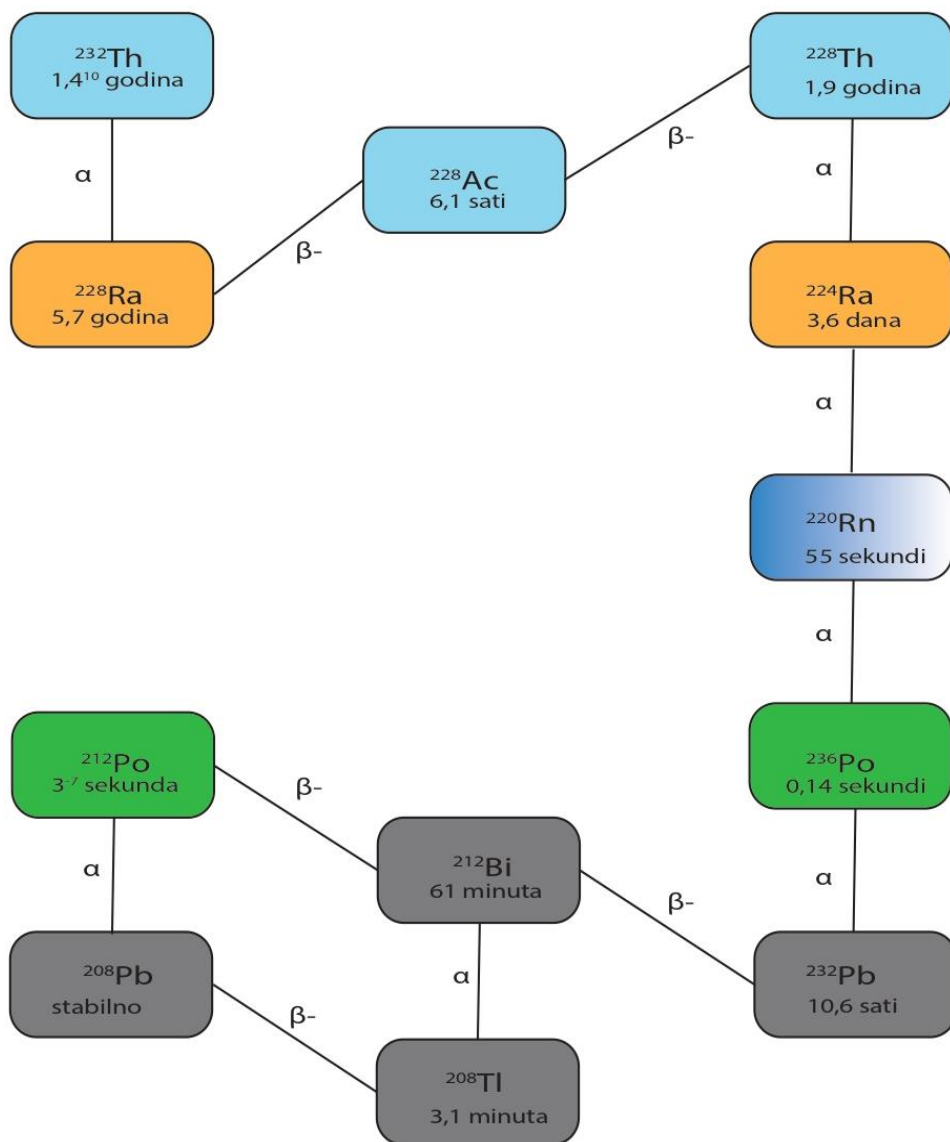 ²³²Th
1,4¹⁰ godina
²²⁸Th
1,9 godina
β-
²²⁸Ac
6,1 sati
α
α
β-
²²⁸Ra
5,7 godina
²²⁴Ra
3,6 dana
α
²²⁰Rn
55 sekundi
α
²¹²Po
3⁻⁷ sekunda
²³⁶Po
0,14 sekundi
β-
²¹²Bi
61 minuta
α
α
β-
²⁰⁸Pb
stabilno
α
²³²Pb
10,6 sati
β-
²⁰⁸Tl
3,1 minuta